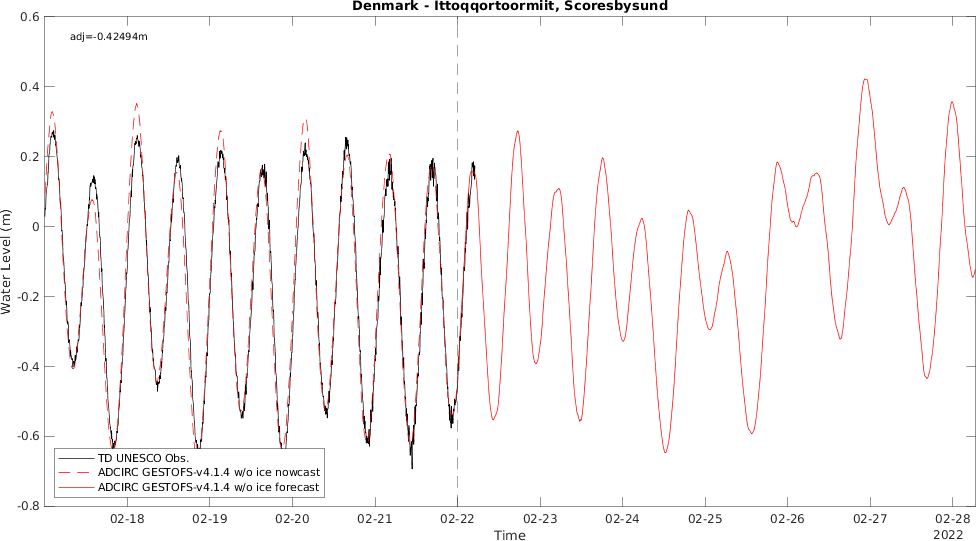 Denmark - Ittoqqortoormiit, Scoresbysund
adj=-0.42494m
0.6
0.4
0.2
0
-0.2
-0.4
-0.6
-0.8
Water Level (m)
TD UNESCO Obs.
ADCIRC GESTOFS-v4.1.4 w/o ice nowcast
ADCIRC GESTOFS-v4.1.4 w/o ice forecast
02-18 02-19 02-20 02-21 02-22 02-23 02-24 02-25 02-26 02-27 02-28
Time
2022